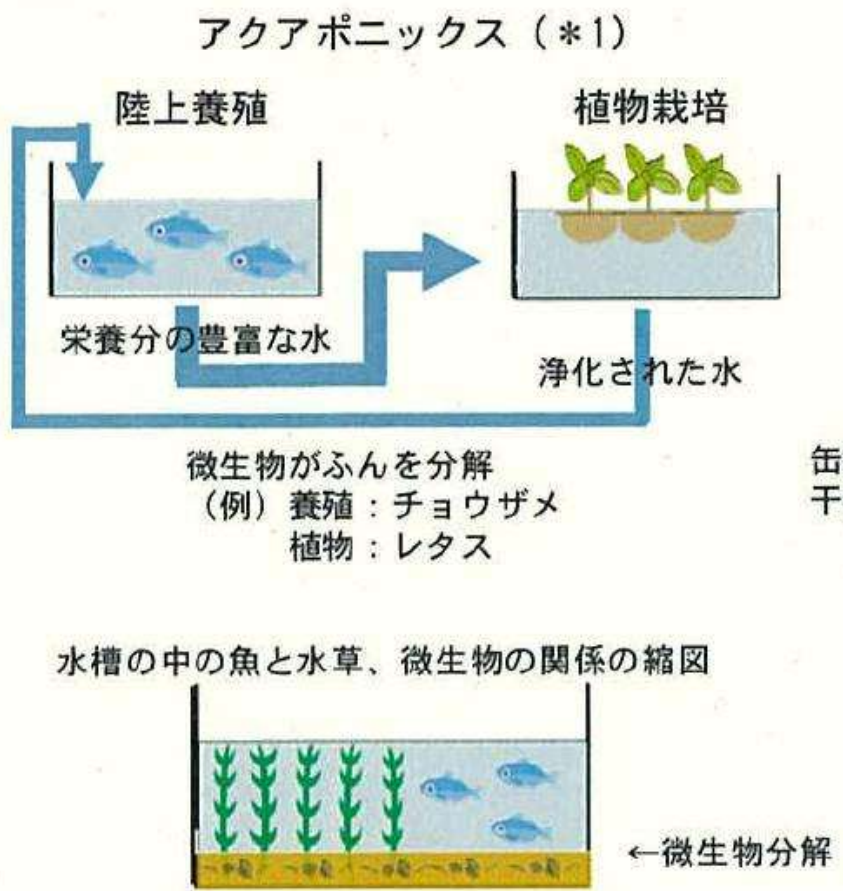 アクアポニックス(*1)
陸上養殖
植物栽培
栄養分の豊富な水
浄化された水
微生物がふんを分解
(例)養殖:チョウザメ
植物:レタス
缶
干
水槽の中の魚と水草、微生物の関係の縮図
←微生物分解